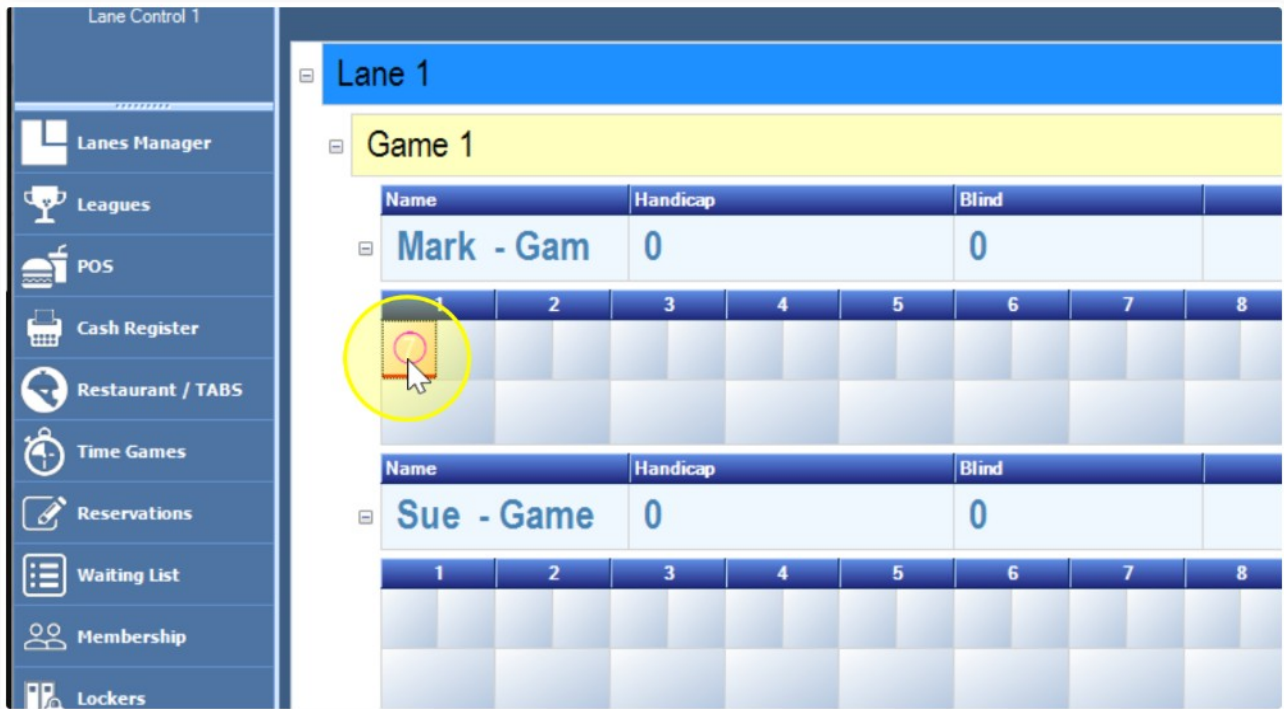 Lane Control 1
Lanes Manager
Leagues
POS
Cash Register
Restaurant / TABS
Time Games
Reservations
Waiting List
Membership
Lockers
Lane 1
Game 1
Name Handicap Blind
Mark - Gam 0 0
1 2 3 4 5 6 7 8
7
Name Handicap Blind
Sue - Game 0 0
1 2 3 4 5 6 7 8